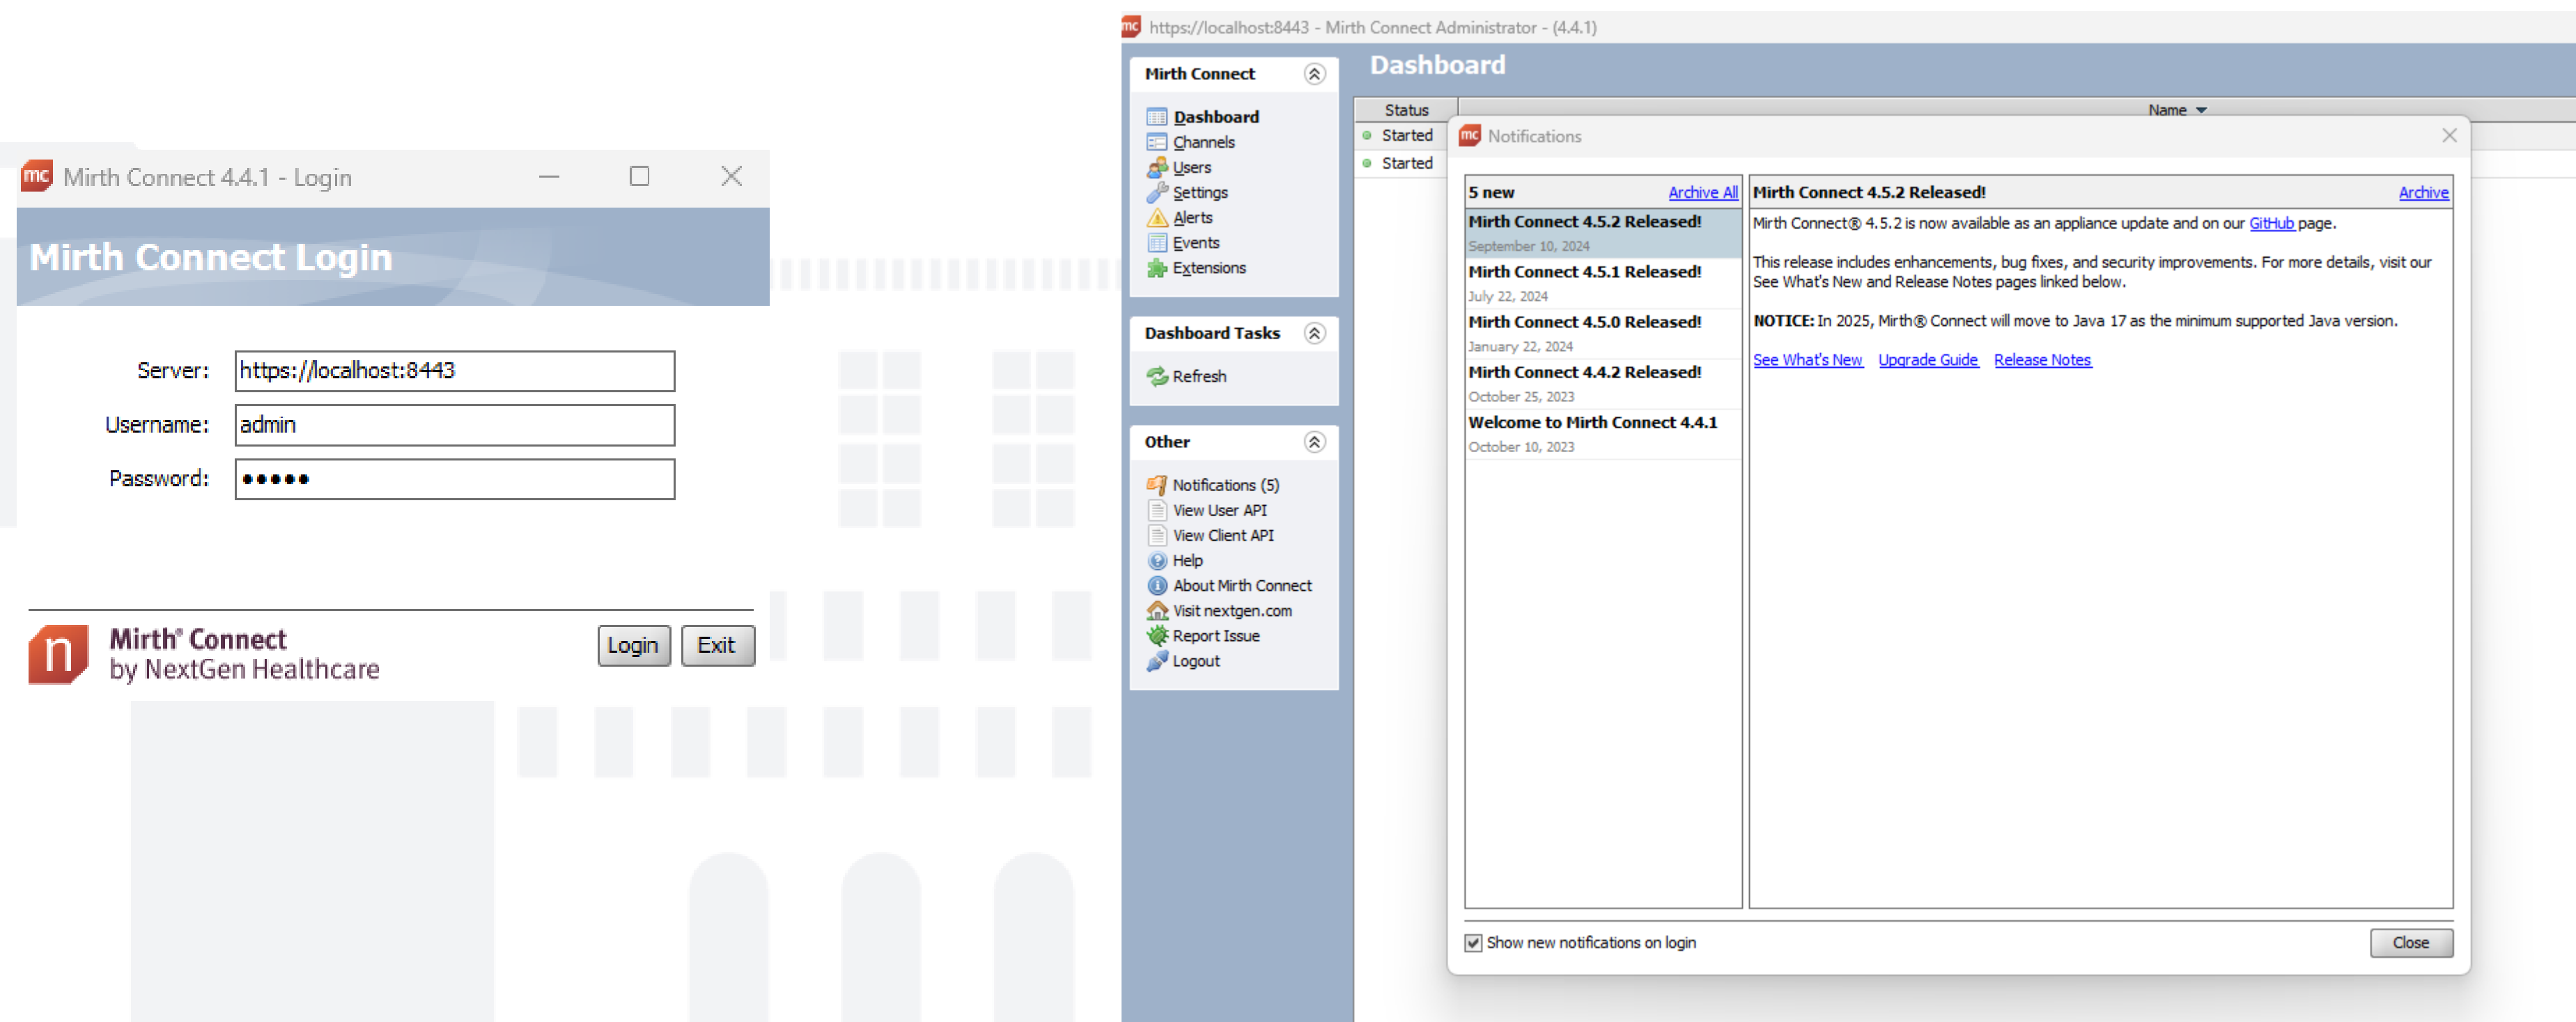 mc Mirth Connect 4.4.1 - Login
Mirth Connect Login
Server: https://localhost:8443
Username: admin
Password: •••••
n
Mirth® Connect
by NextGen Healthcare
Login Exit
mc https://localhost:8443 - Mirth Connect Administrator - (4.4.1)
Mirth Connect
Dashboard
Channels
Users
Settings
Alerts
Events
Extensions
Dashboard Tasks
Refresh
Other
Notifications (5)
View User API
View Client API
Help
About Mirth Connect
Visit nextgen.com
Report Issue
Logout
Dashboard
Status Name
Started
Started
mc Notifications
5 new Archive All
Mirth Connect 4.5.2 Released!
September 10, 2024
Mirth Connect 4.5.1 Released!
July 22, 2024
Mirth Connect 4.5.0 Released!
January 22, 2024
Mirth Connect 4.4.2 Released!
October 25, 2023
Welcome to Mirth Connect 4.4.1
October 10, 2023
Mirth Connect 4.5.2 Released! Archive
Mirth Connect® 4.5.2 is now available as an appliance update and on our GitHub page.
This release includes enhancements, bug fixes, and security improvements. For more details, visit our
See What's New and Release Notes pages linked below.
NOTICE: In 2025, Mirth® Connect will move to Java 17 as the minimum supported Java version.
See What's New Upgrade Guide Release Notes
Show new notifications on login
Close